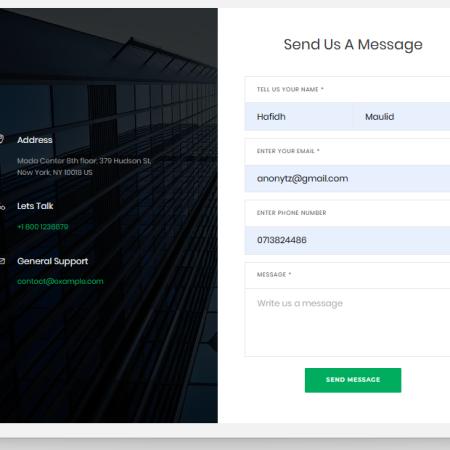 Address
Mada Center 8th floor, 379 Hudson St,
New York, NY 10018 US
Lets Talk
+1 800 1236879
General Support
contact@example.com
Send Us A Message
TELL US YOUR NAME *
Hafidh Maulid
ENTER YOUR EMAIL *
anonytz@gmail.com
ENTER PHONE NUMBER
0713824486
MESSAGE *
Write us a message
SEND MESSAGE